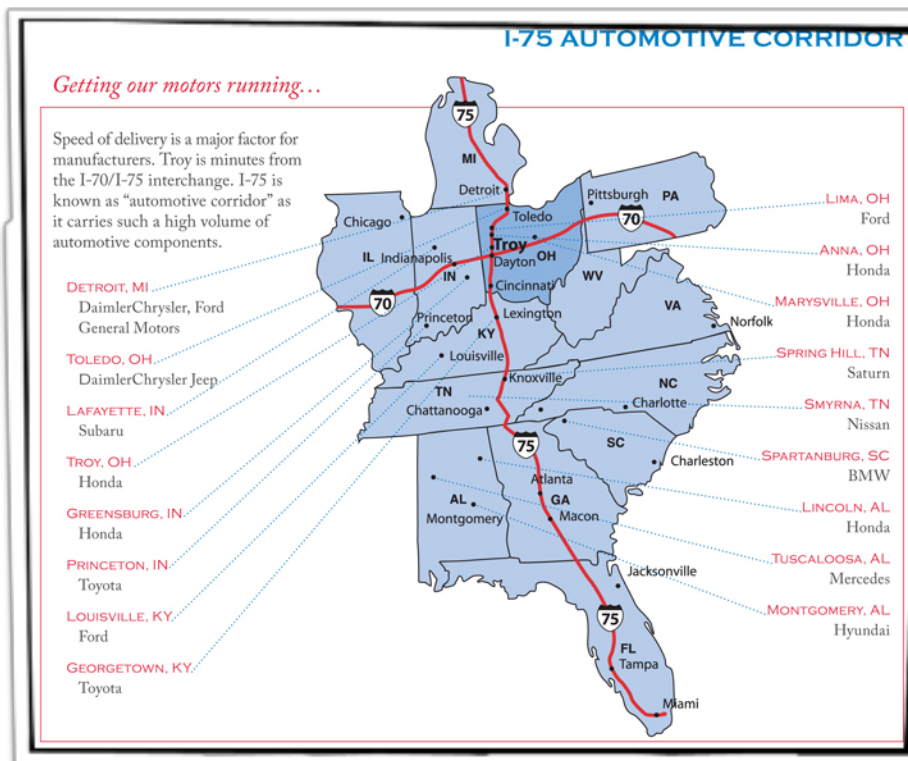 I-75 AUTOMOTIVE CORRIDOR
Getting our motors running...
Speed of delivery is a major factor for
manufacturers. Troy is minutes from
the I-70/I-75 interchange. I-75 is
known as “automotive corridor” as
it carries such a high volume of
automotive components.
DETROIT, MI
DaimlerChrysler, Ford
General Motors
TOLEDO, OH
DaimlerChrysler Jeep
LAFAYETTE, IN
Subaru
TROY, OH
Honda
GREENSBURG, IN
Honda
PRINCETON, IN
Toyota
LOUISVILLE, KY
Ford
GEORGETOWN, KY
Toyota
75
MI
Detroit
Toledo
Chicago
Pittsburgh
PA
70
Troy
IL
Indianapolis
IN
Dayton
OH
WV
70
Cincinnati
VA
Princeton
Lexington
Norfolk
KY
Louisville
Knoxville
TN
NC
Chattanooga
Charlotte
75
SC
Charleston
Atlanta
AL
GA
Montgomery
Macon
Jacksonville
75
FL
Tampa
Miami
LIMA, OH
Ford
ANNA, OH
Honda
MARYSVILLE, OH
Honda
SPRING HILL, TN
Saturn
SMYRNA, TN
Nissan
SPARTANBURG, SC
BMW
LINCOLN, AL
Honda
TUSCALOOSA, AL
Mercedes
MONTGOMERY, AL
Hyundai